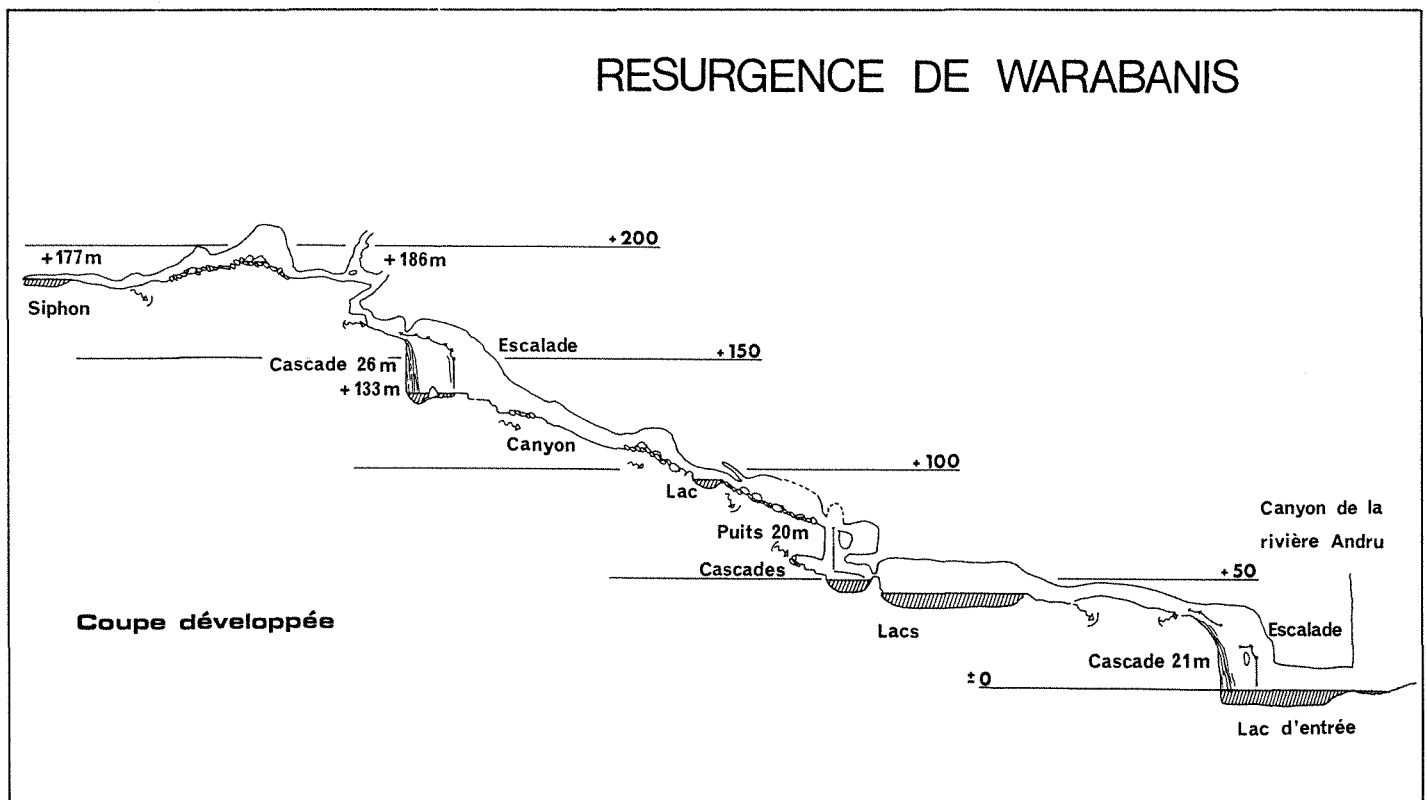 RESURGENCE DE WARABANIS
+200
+177m
+186m
Siphon
Escalade
+150
Cascade 26m
+133m
Canyon
+100
Lac
Puits 20m
Canyon de la
rivière Andru
Cascades
+50
Coupe développée
Lacs
Escalade
Cascade 21m
±0
Lac d'entrée